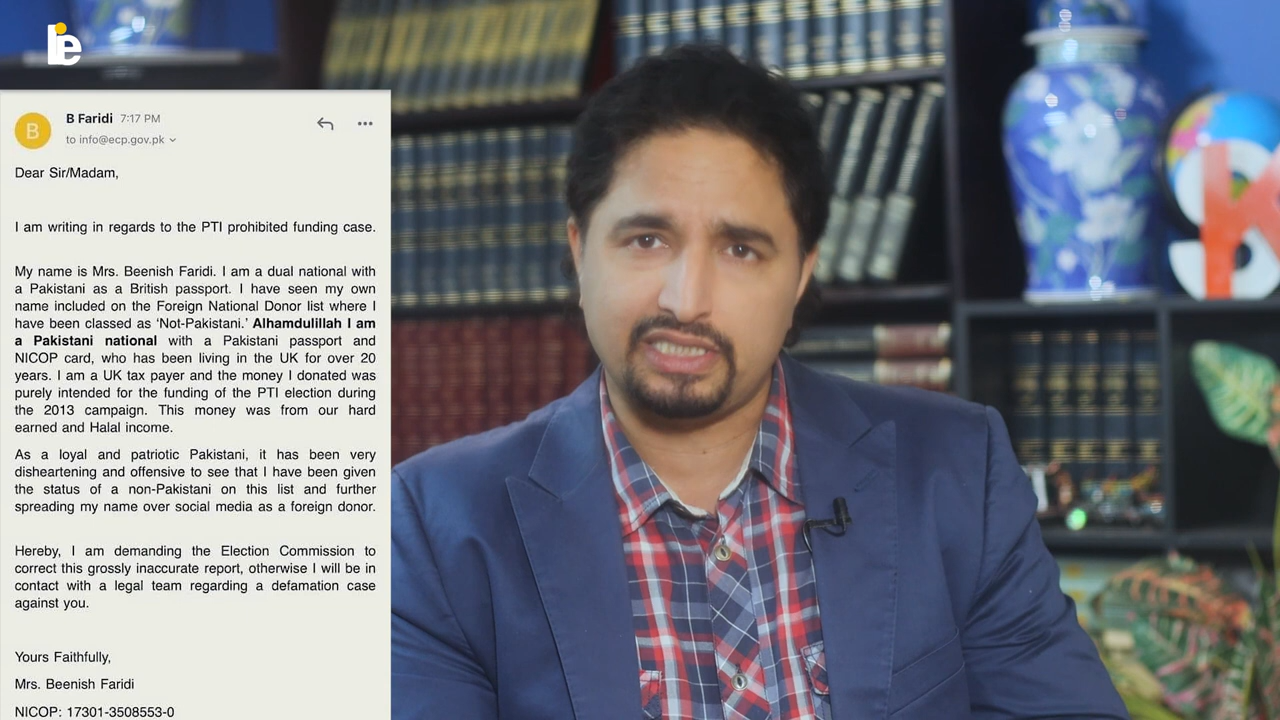 ie
B
B Faridi 7:17 PM
to info@ecp.gov.pk
Dear Sir/Madam,
I am writing in regards to the PTI prohibited funding case.
My name is Mrs. Beenish Faridi. I am a dual national with
a Pakistani as a British passport. I have seen my own
name included on the Foreign National Donor list where I
have been classed as ‘Not-Pakistani.’ Alhamdulillah I am
a Pakistani national with a Pakistani passport and
NICOP card, who has been living in the UK for over 20
years. I am a UK tax payer and the money I donated was
purely intended for the funding of the PTI election during
the 2013 campaign. This money was from our hard
earned and Halal income.
As a loyal and patriotic Pakistani, it has been very
disheartening and offensive to see that I have been given
the status of a non-Pakistani on this list and further
spreading my name over social media as a foreign donor.
Hereby, I am demanding the Election Commission to
correct this grossly inaccurate report, otherwise I will be in
contact with a legal team regarding a defamation case
against you.
Yours Faithfully,
Mrs. Beenish Faridi
NICOP: 17301-3508553-0